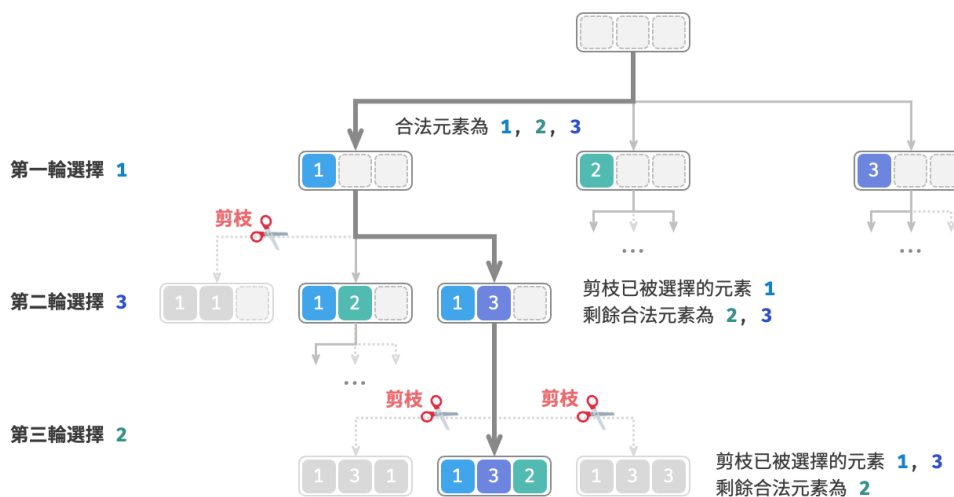 合法元素為 1, 2, 3
第一輪選擇 1
1
2
3
剪枝
...
...
第二輪選擇 3
1 1
1 2
1 3
剪枝已被選擇的元素 1
剩餘合法元素為 2, 3
...
剪枝
剪枝
第三輪選擇 2
1 3 1
1 3 2
1 3 3
剪枝已被選擇的元素 1, 3
剩餘合法元素為 2